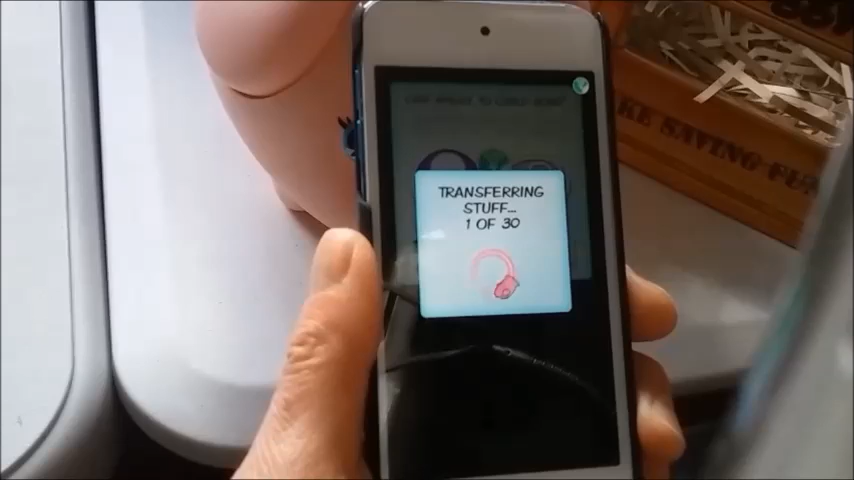 TRANSFERRING
STUFF...
1 OF 30
KE SAVING FU